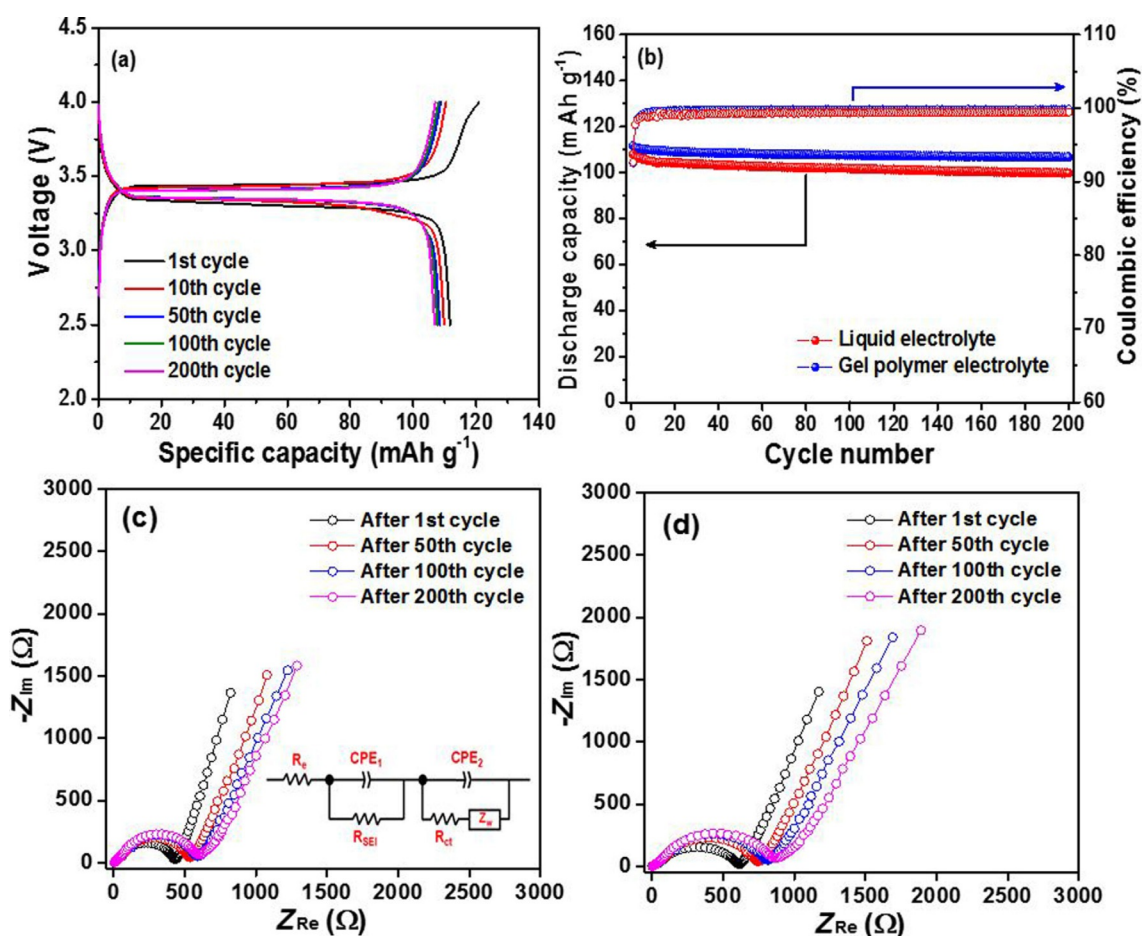 (a)
4.5
4.0
3.5
3.0
2.5
2.0
Voltage (V)
1st cycle
10th cycle
50th cycle
100th cycle
200th cycle
0 20 40 60 80 100 120 140
Specific capacity (mAh g⁻¹)
(b)
160
140
120
100
80
60
40
20
0
Discharge capacity (m Ah g⁻¹)
110
100
90
80
70
60
Coulombic efficiency (%)
Liquid electrolyte
Gel polymer electrolyte
0 20 40 60 80 100 120 140 160 180 200
Cycle number
(c)
3000
2500
2000
1500
1000
500
0
-Z_Im (Ω)
After 1st cycle
After 50th cycle
After 100th cycle
After 200th cycle
R_e CPE₁ CPE₂
R_SEI R_ct Z_w
0 500 1000 1500 2000 2500 3000
Z_Re (Ω)
(d)
3000
2500
2000
1500
1000
500
0
-Z_Im (Ω)
After 1st cycle
After 50th cycle
After 100th cycle
After 200th cycle
0 500 1000 1500 2000 2500 3000
Z_Re (Ω)